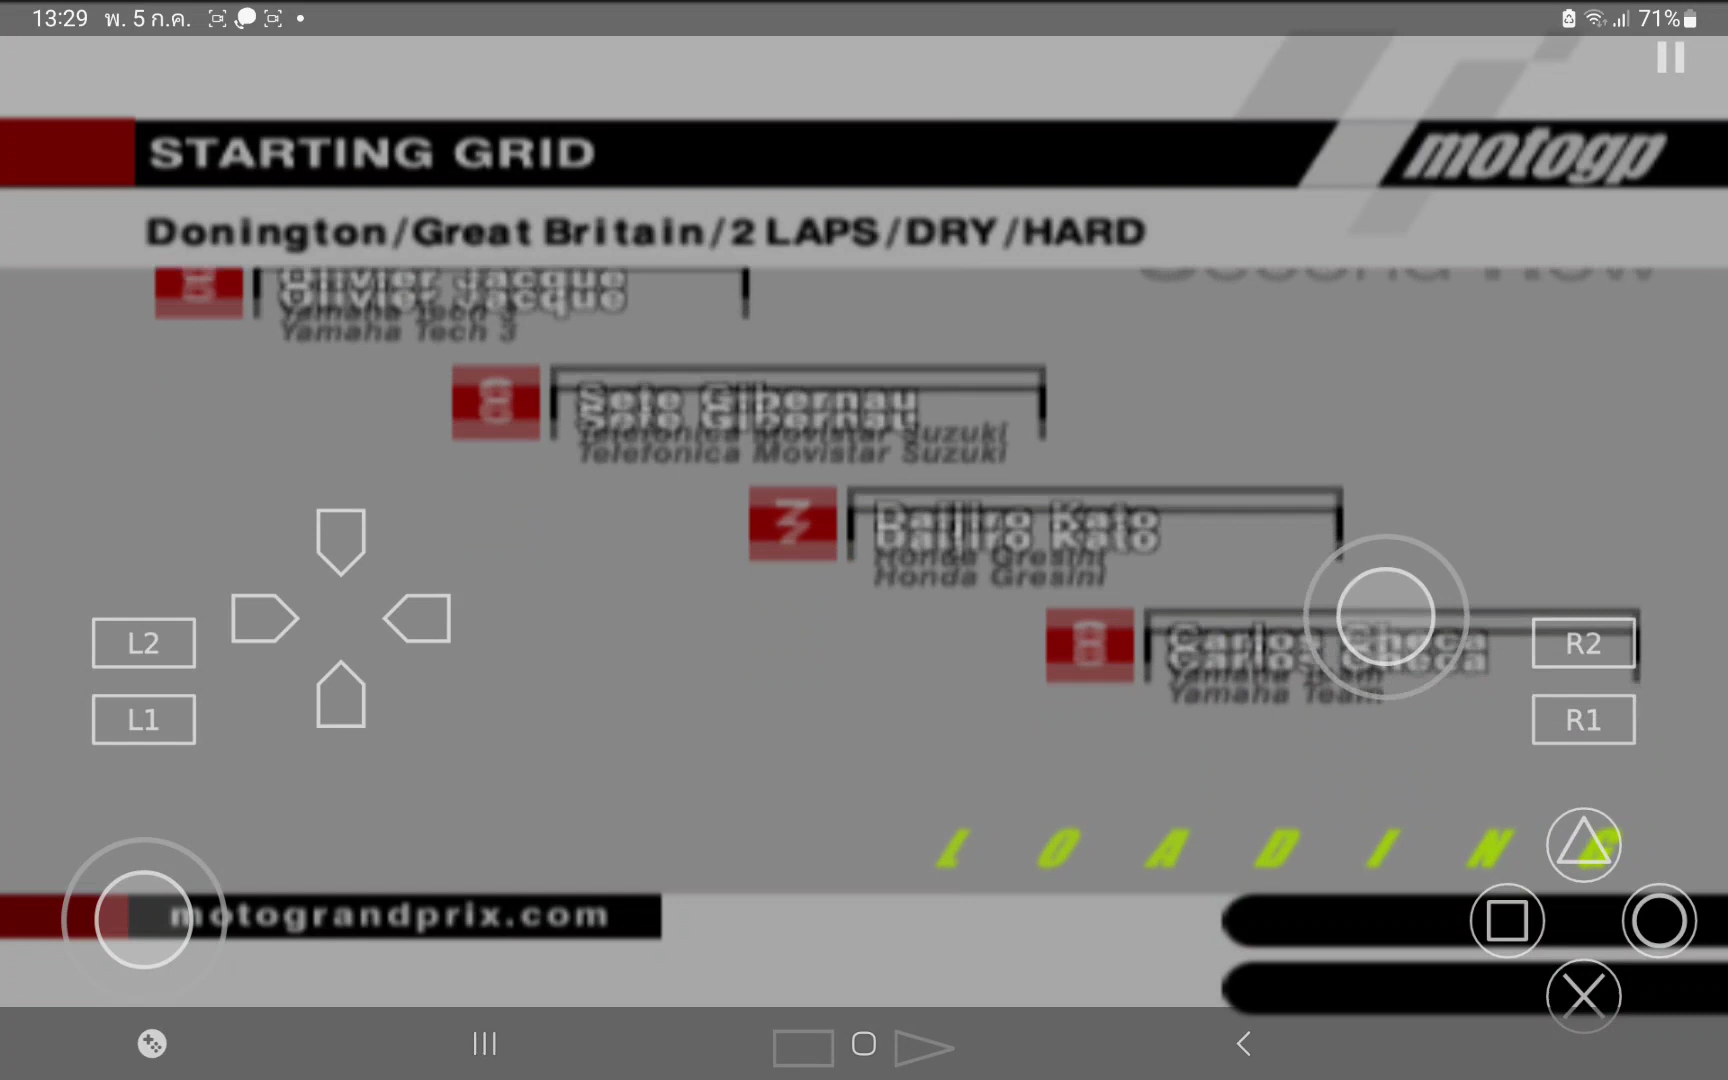 13:29 พ. 5 ก.ค. 71%
STARTING GRID
motogp
Donington/Great Britain/2 LAPS/DRY/HARD
Olivier Jacque
Yamaha Tech 3
Sete Gibernau
Telefonica Movistar Suzuki
Daijiro Kato
Honda Gresini
Carlos Checa
Yamaha Team
L2
R2
L1
R1
LOADING
motograndprix.com